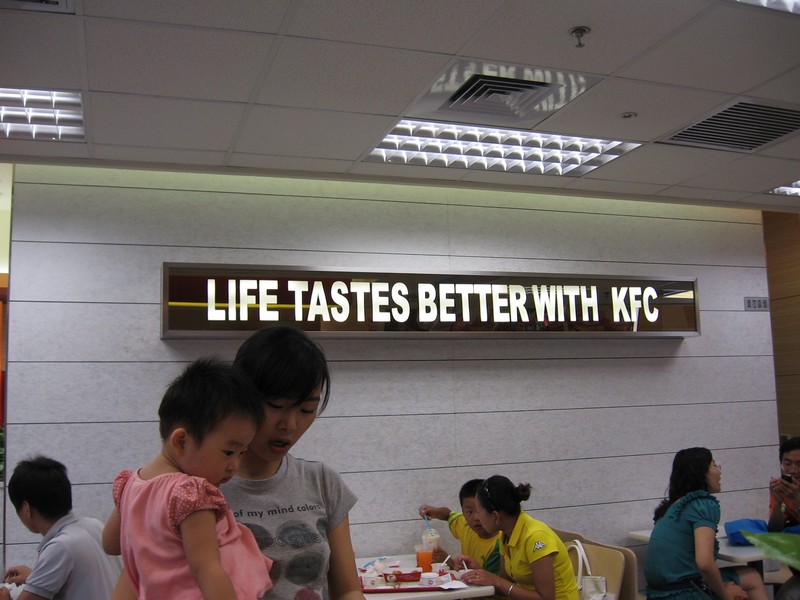 LIFE TASTES BETTER WITH KFC
of my mind colors